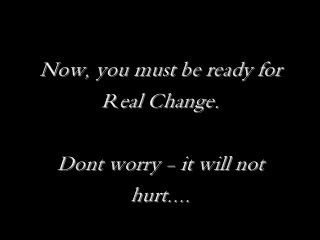 Now, you must be ready for
Real Change.
Dont worry - it will not
hurt....